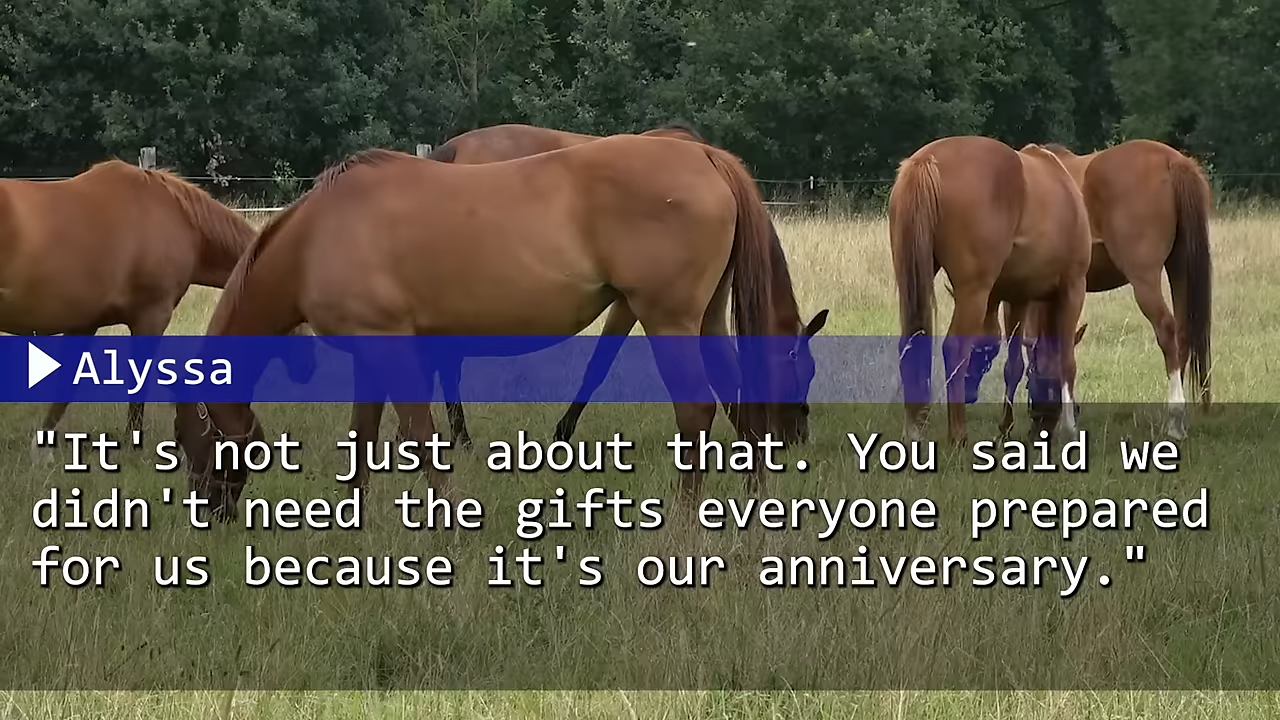 Alyssa
"It's not just about that. You said we
didn't need the gifts everyone prepared
for us because it's our anniversary."